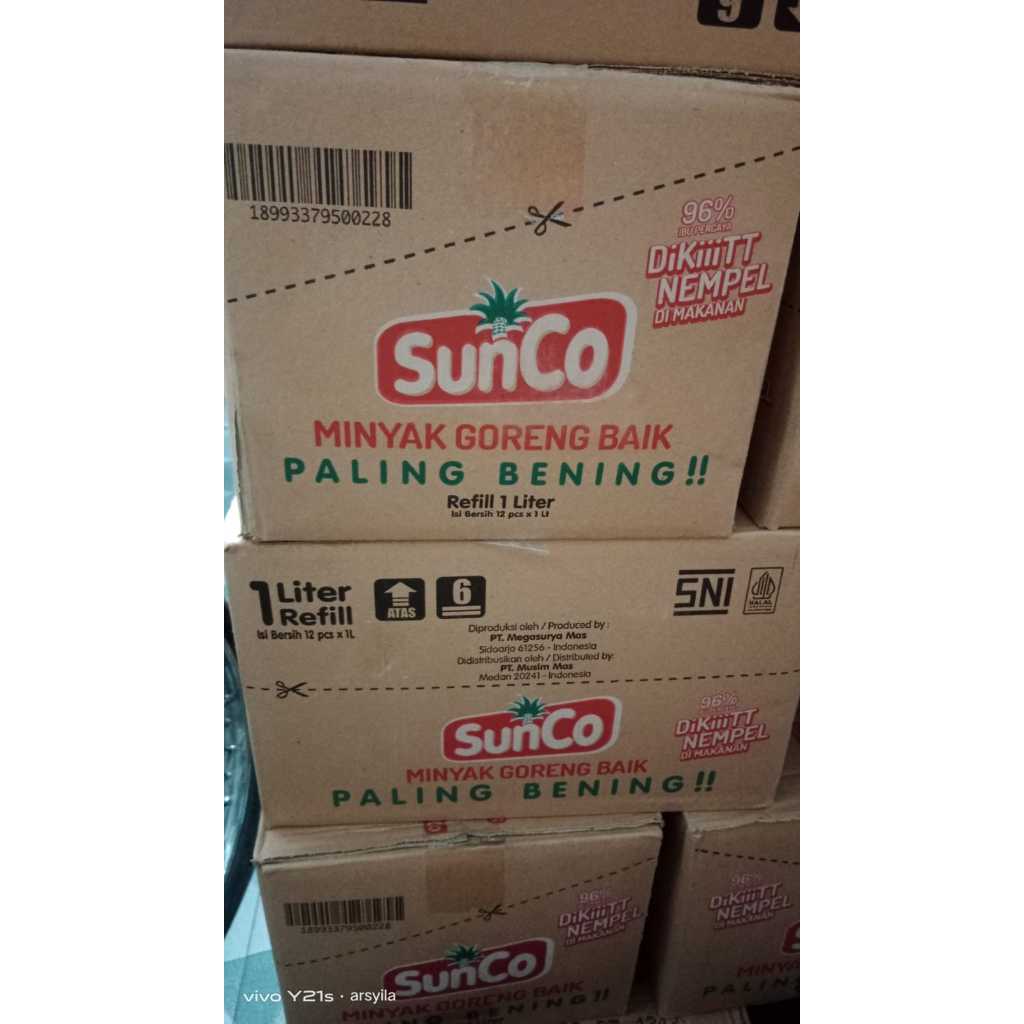 9
18993379500228
96%
IBU PERCAYA
DiKiiiTT
NEMPEL
DI MAKANAN
SunCo
MINYAK GORENG BAIK
PALING BENING!!
Refill 1 Liter
Isi Bersih 12 pcs x 1 Lt
1 Liter
Refill
Isi Bersih 12 pcs x 1L
ATAS
6
SNI
HALAL
Diproduksi oleh / Produced by :
PT. Megasurya Mas
Sidoarjo 61256 - Indonesia
Didistribusikan oleh / Distributed by:
PT. Musim Mas
Medan 20241 - Indonesia
96%
DiKiiiTT
NEMPEL
DI MAKANAN
SunCo
MINYAK GORENG BAIK
PALING BENING!!
18993379500228
96%
DiKiiiTT
NEMPEL
DI MAKANAN
SunCo
MINYAK GORENG BAIK
PALING BENING!!
96%
DiKiiiTT
NEMPEL
DI MAKANAN
vivo Y21s · arsyila